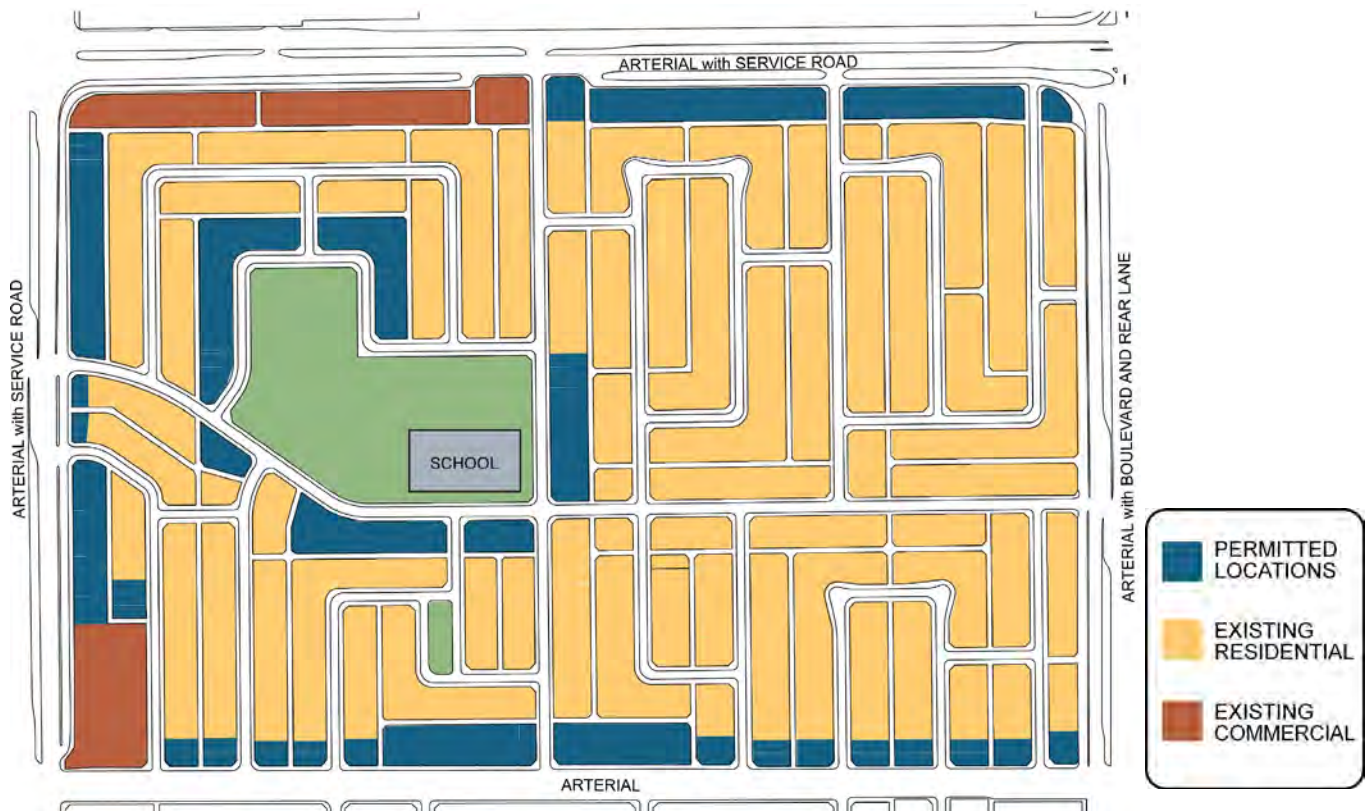 ARTERIAL with SERVICE ROAD
ARTERIAL with SERVICE ROAD
SCHOOL
ARTERIAL with BOULEVARD AND REAR LANE
ARTERIAL
PERMITTED
LOCATIONS
EXISTING
RESIDENTIAL
EXISTING
COMMERCIAL